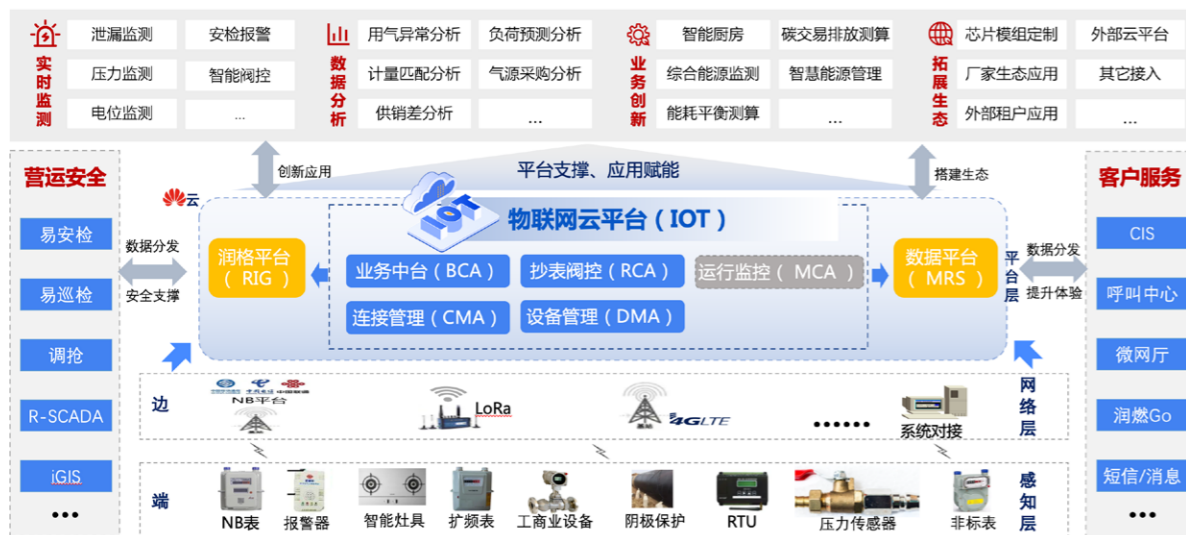 实时监测
泄漏监测
安检报警
压力监测
智能阀控
电位监测
...
数据分析
用气异常分析
负荷预测分析
计量匹配分析
气源采购分析
供销差分析
...
业务创新
智能厨房
碳交易排放测算
综合能源监测
智慧能源管理
能耗平衡测算
...
拓展生态
芯片模组定制
外部云平台
厂家生态应用
其它接入
外部租户应用
...
创新应用
平台支撑、应用赋能
搭建生态
营运安全
易安检
易巡检
调抢
R-SCADA
iGIS
•••
数据分发
安全支撑
云
IOT
物联网云平台（IOT）
润格平台
（ RIG ）
业务中台（BCA ）
抄表阀控（RCA ）
运行监控（ MCA ）
连接管理（CMA ）
设备管理（DMA ）
数据平台
（ MRS ）
平台层
数据分发
提升体验
客户服务
CIS
呼叫中心
微网厅
润燃Go
短信/消息
•••
边
NB平台
LoRa
基站
4GLTE
••••••
系统对接
网络层
端
NB表
报警器
智能灶具
扩频表
工商业设备
阴极保护
RTU
压力传感器
非标表
感知层